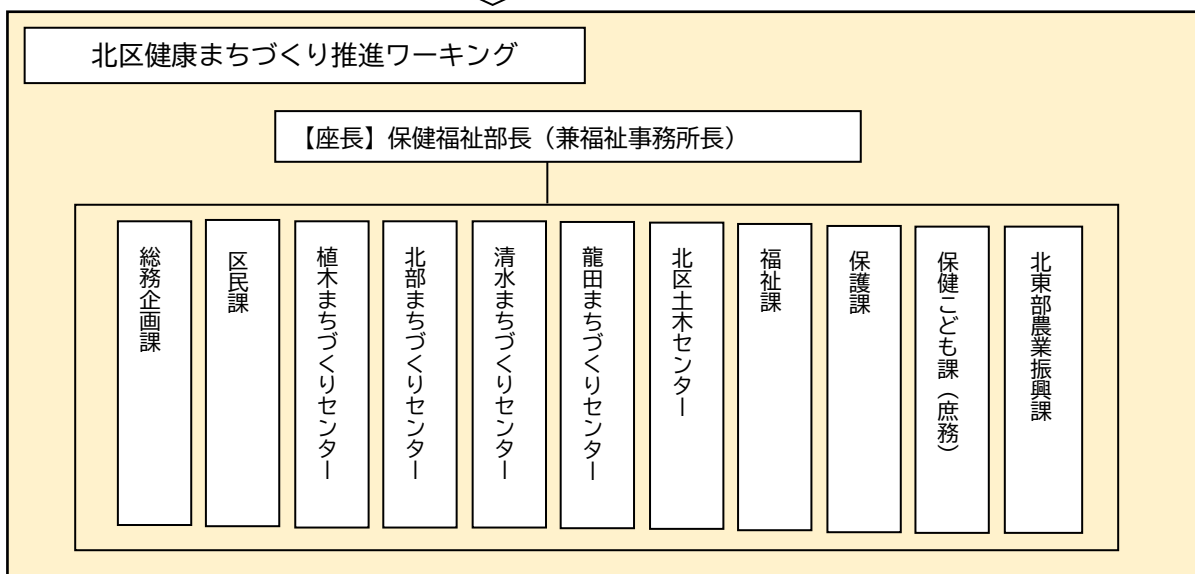 北区健康まちづくり推進ワーキング
【座長】保健福祉部長（兼福祉事務所長）
総務企画課
区民課
植木まちづくりセンター
北部まちづくりセンター
清水まちづくりセンター
龍田まちづくりセンター
北区土木センター
福祉課
保護課
保健こども課（庶務）
北東部農業振興課